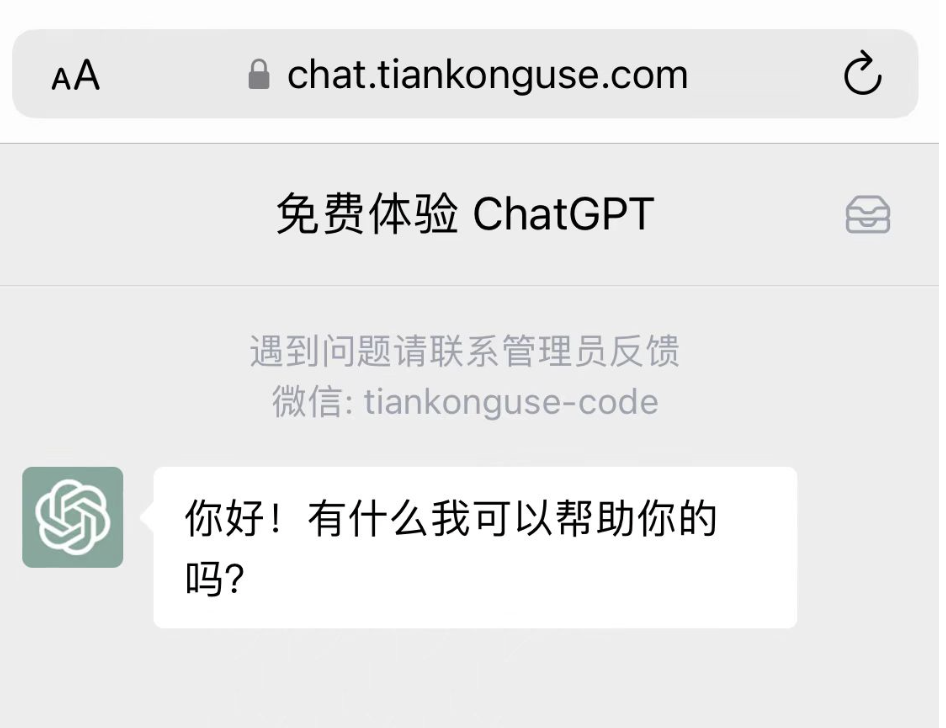 AA
chat.tiankonguse.com
免费体验 ChatGPT
遇到问题请联系管理员反馈
微信: tiankonguse-code
你好！有什么我可以帮助你的
吗?